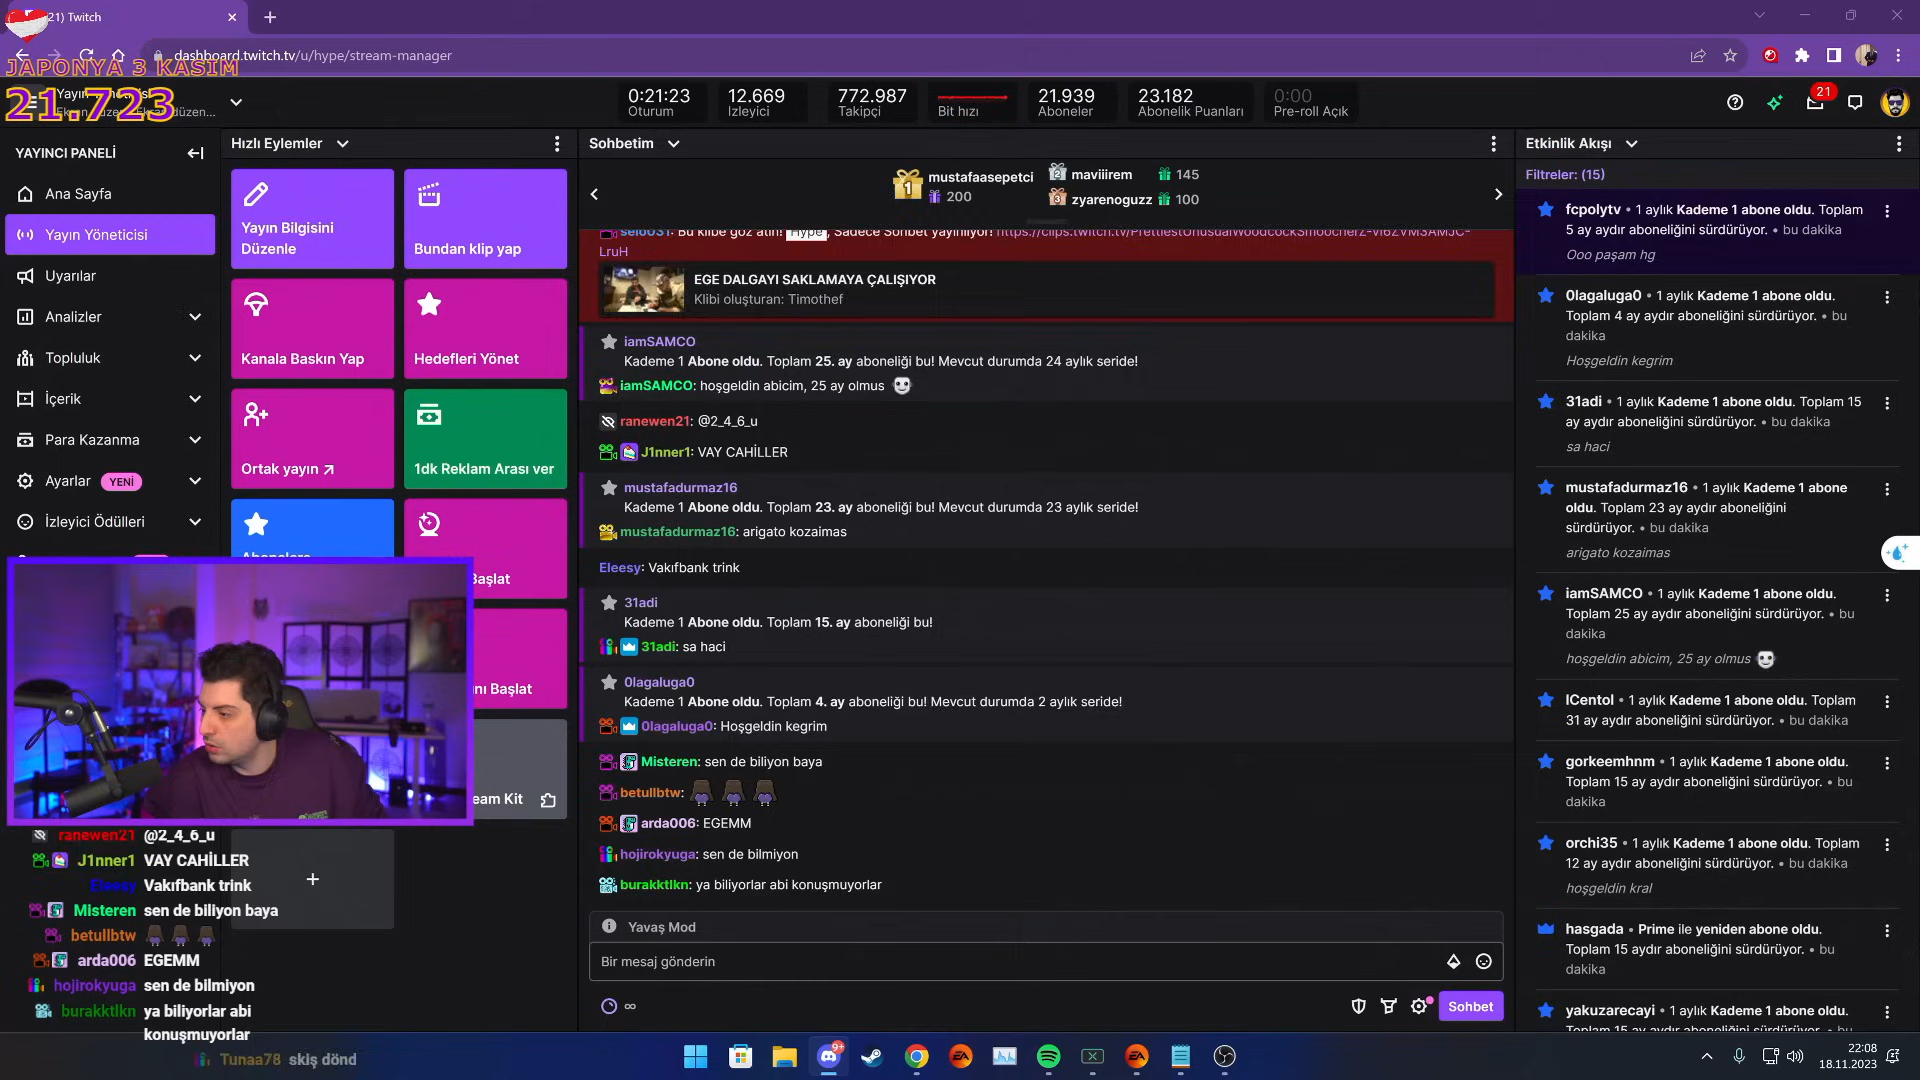 21) Twitch
dashboard.twitch.tv/u/hype/stream-manager
JAPONYA 3 KASIM
21.723
0:21:23
Oturum
12.669
İzleyici
772.987
Takipçi
Bit hızı
21.939
Aboneler
23.182
Abonelik Puanları
0:00
Pre-roll Açık
21
YAYINCI PANELİ
Ana Sayfa
Yayın Yöneticisi
Uyarılar
Analizler
Topluluk
İçerik
Para Kazanma
Ayarlar YENİ
İzleyici Ödülleri
Hızlı Eylemler
Yayın Bilgisini
Düzenle
Bundan klip yap
Kanala Baskın Yap
Hedefleri Yönet
Ortak yayın
1dk Reklam Arası ver
Başlat
nı Başlat
eam Kit
ranewen21 @2_4_6_u
J1nner1 VAY CAHİLLER
Eleesy Vakıfbank trink
Misteren sen de biliyon baya
betullbtw
arda006 EGEMM
hojirokyuga sen de bilmiyon
burakktlkn ya biliyorlar abi
konuşmuyorlar
Tunaa78 skiş dönd
Sohbetim
1 mustafaasepetci
200
2 maviiirem 145
3 zyarenoguzz 100
selo031: Bu klibe göz atın! Hype, Sadece Sohbet yayınlıyor!
LruH
EGE DALGAYI SAKLAMAYA ÇALIŞIYOR
Klibi oluşturan: Timothef
iamSAMCO
Kademe 1 Abone oldu. Toplam 25. ay aboneliği bu! Mevcut durumda 24 aylık seride!
iamSAMCO: hoşgeldin abicim, 25 ay olmus
ranewen21: @2_4_6_u
J1nner1: VAY CAHİLLER
mustafadurmaz16
Kademe 1 Abone oldu. Toplam 23. ay aboneliği bu! Mevcut durumda 23 aylık seride!
mustafadurmaz16: arigato kozaimas
Eleesy: Vakıfbank trink
31adi
Kademe 1 Abone oldu. Toplam 15. ay aboneliği bu!
31adi: sa haci
0lagaluga0
Kademe 1 Abone oldu. Toplam 4. ay aboneliği bu! Mevcut durumda 2 aylık seride!
0lagaluga0: Hoşgeldin kegrim
Misteren: sen de biliyon baya
betullbtw:
arda006: EGEMM
hojirokyuga: sen de bilmiyon
burakktlkn: ya biliyorlar abi konuşmuyorlar
Yavaş Mod
Bir mesaj gönderin
∞
Sohbet
Etkinlik Akışı
Filtreler: (15)
fcpolytv • 1 aylık Kademe 1 abone oldu. Toplam
5 ay aydır aboneliğini sürdürüyor. • bu dakika
Ooo paşam hg
0lagaluga0 • 1 aylık Kademe 1 abone oldu.
Toplam 4 ay aydır aboneliğini sürdürüyor. • bu
dakika
Hoşgeldin kegrim
31adi • 1 aylık Kademe 1 abone oldu. Toplam 15
ay aydır aboneliğini sürdürüyor. • bu dakika
sa haci
mustafadurmaz16 • 1 aylık Kademe 1 abone
oldu. Toplam 23 ay aydır aboneliğini
sürdürüyor. • bu dakika
arigato kozaimas
iamSAMCO • 1 aylık Kademe 1 abone oldu.
Toplam 25 ay aydır aboneliğini sürdürüyor. • bu
dakika
hoşgeldin abicim, 25 ay olmus
ICentol • 1 aylık Kademe 1 abone oldu. Toplam
31 ay aydır aboneliğini sürdürüyor. • bu dakika
gorkeemhnm • 1 aylık Kademe 1 abone oldu.
Toplam 15 ay aydır aboneliğini sürdürüyor. • bu
dakika
orchi35 • 1 aylık Kademe 1 abone oldu. Toplam
12 ay aydır aboneliğini sürdürüyor. • bu dakika
hoşgeldin kral
hasgada • Prime ile yeniden abone oldu.
Toplam 15 aydır aboneliğini sürdürüyor. • bu
dakika
yakuzarecayi • 1 aylık Kademe 1 abone oldu.
Toplam 15 ay aydır aboneliğini sürdürüyor. • bu
9+
EA
EA
22:08
18.11.2023